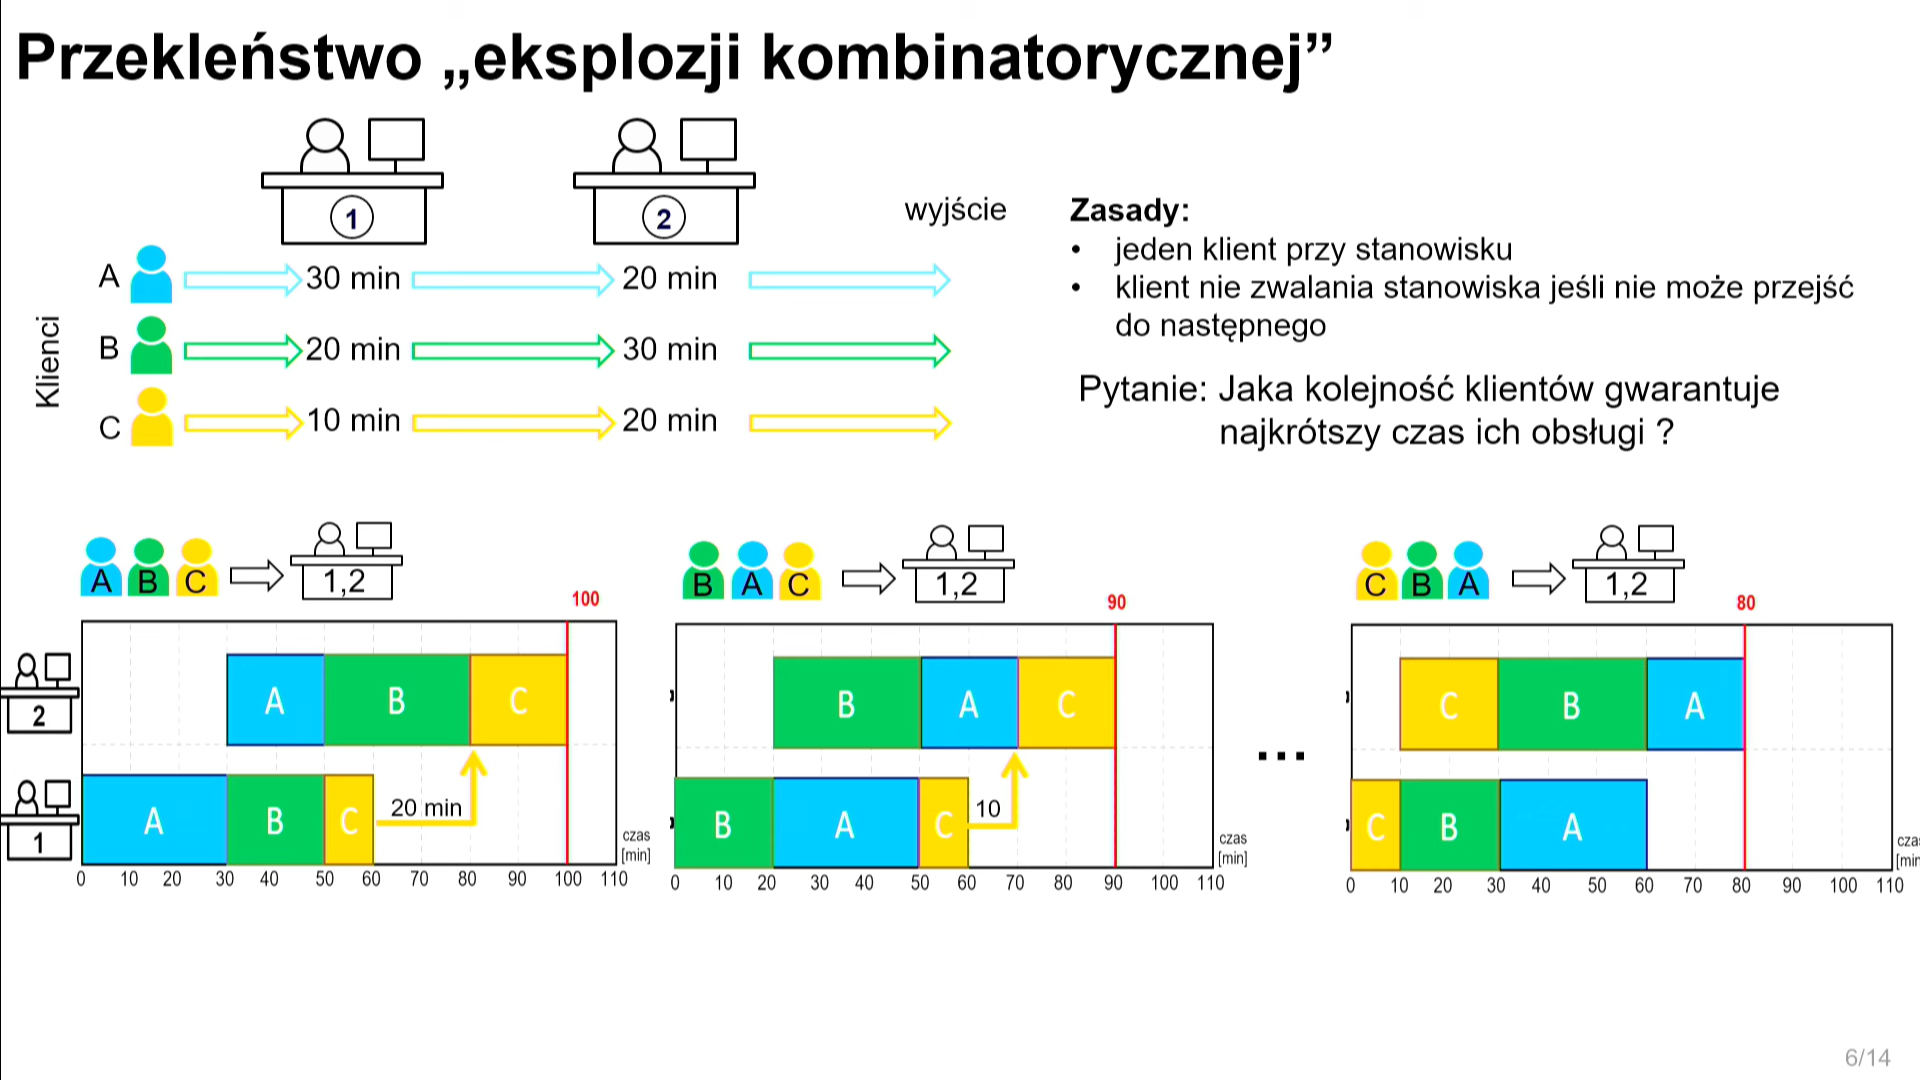 Przekleństwo „eksplozji kombinatorycznej”
1
2
wyjście
Klienci
A
30 min
20 min
B
20 min
30 min
C
10 min
20 min
Zasady:
• jeden klient przy stanowisku
• klient nie zwalania stanowiska jeśli nie może przejść
do następnego
Pytanie: Jaka kolejność klientów gwarantuje
najkrótszy czas ich obsługi ?
A B C
1,2
100
2
A B C
1
A B C
20 min
czas
[min]
0 10 20 30 40 50 60 70 80 90 100 110
B A C
1,2
90
B A C
B A C
10
czas
[min]
0 10 20 30 40 50 60 70 80 90 100 110
...
C B A
1,2
80
C B A
C B A
czas
[min
0 10 20 30 40 50 60 70 80 90 100 110
6/14